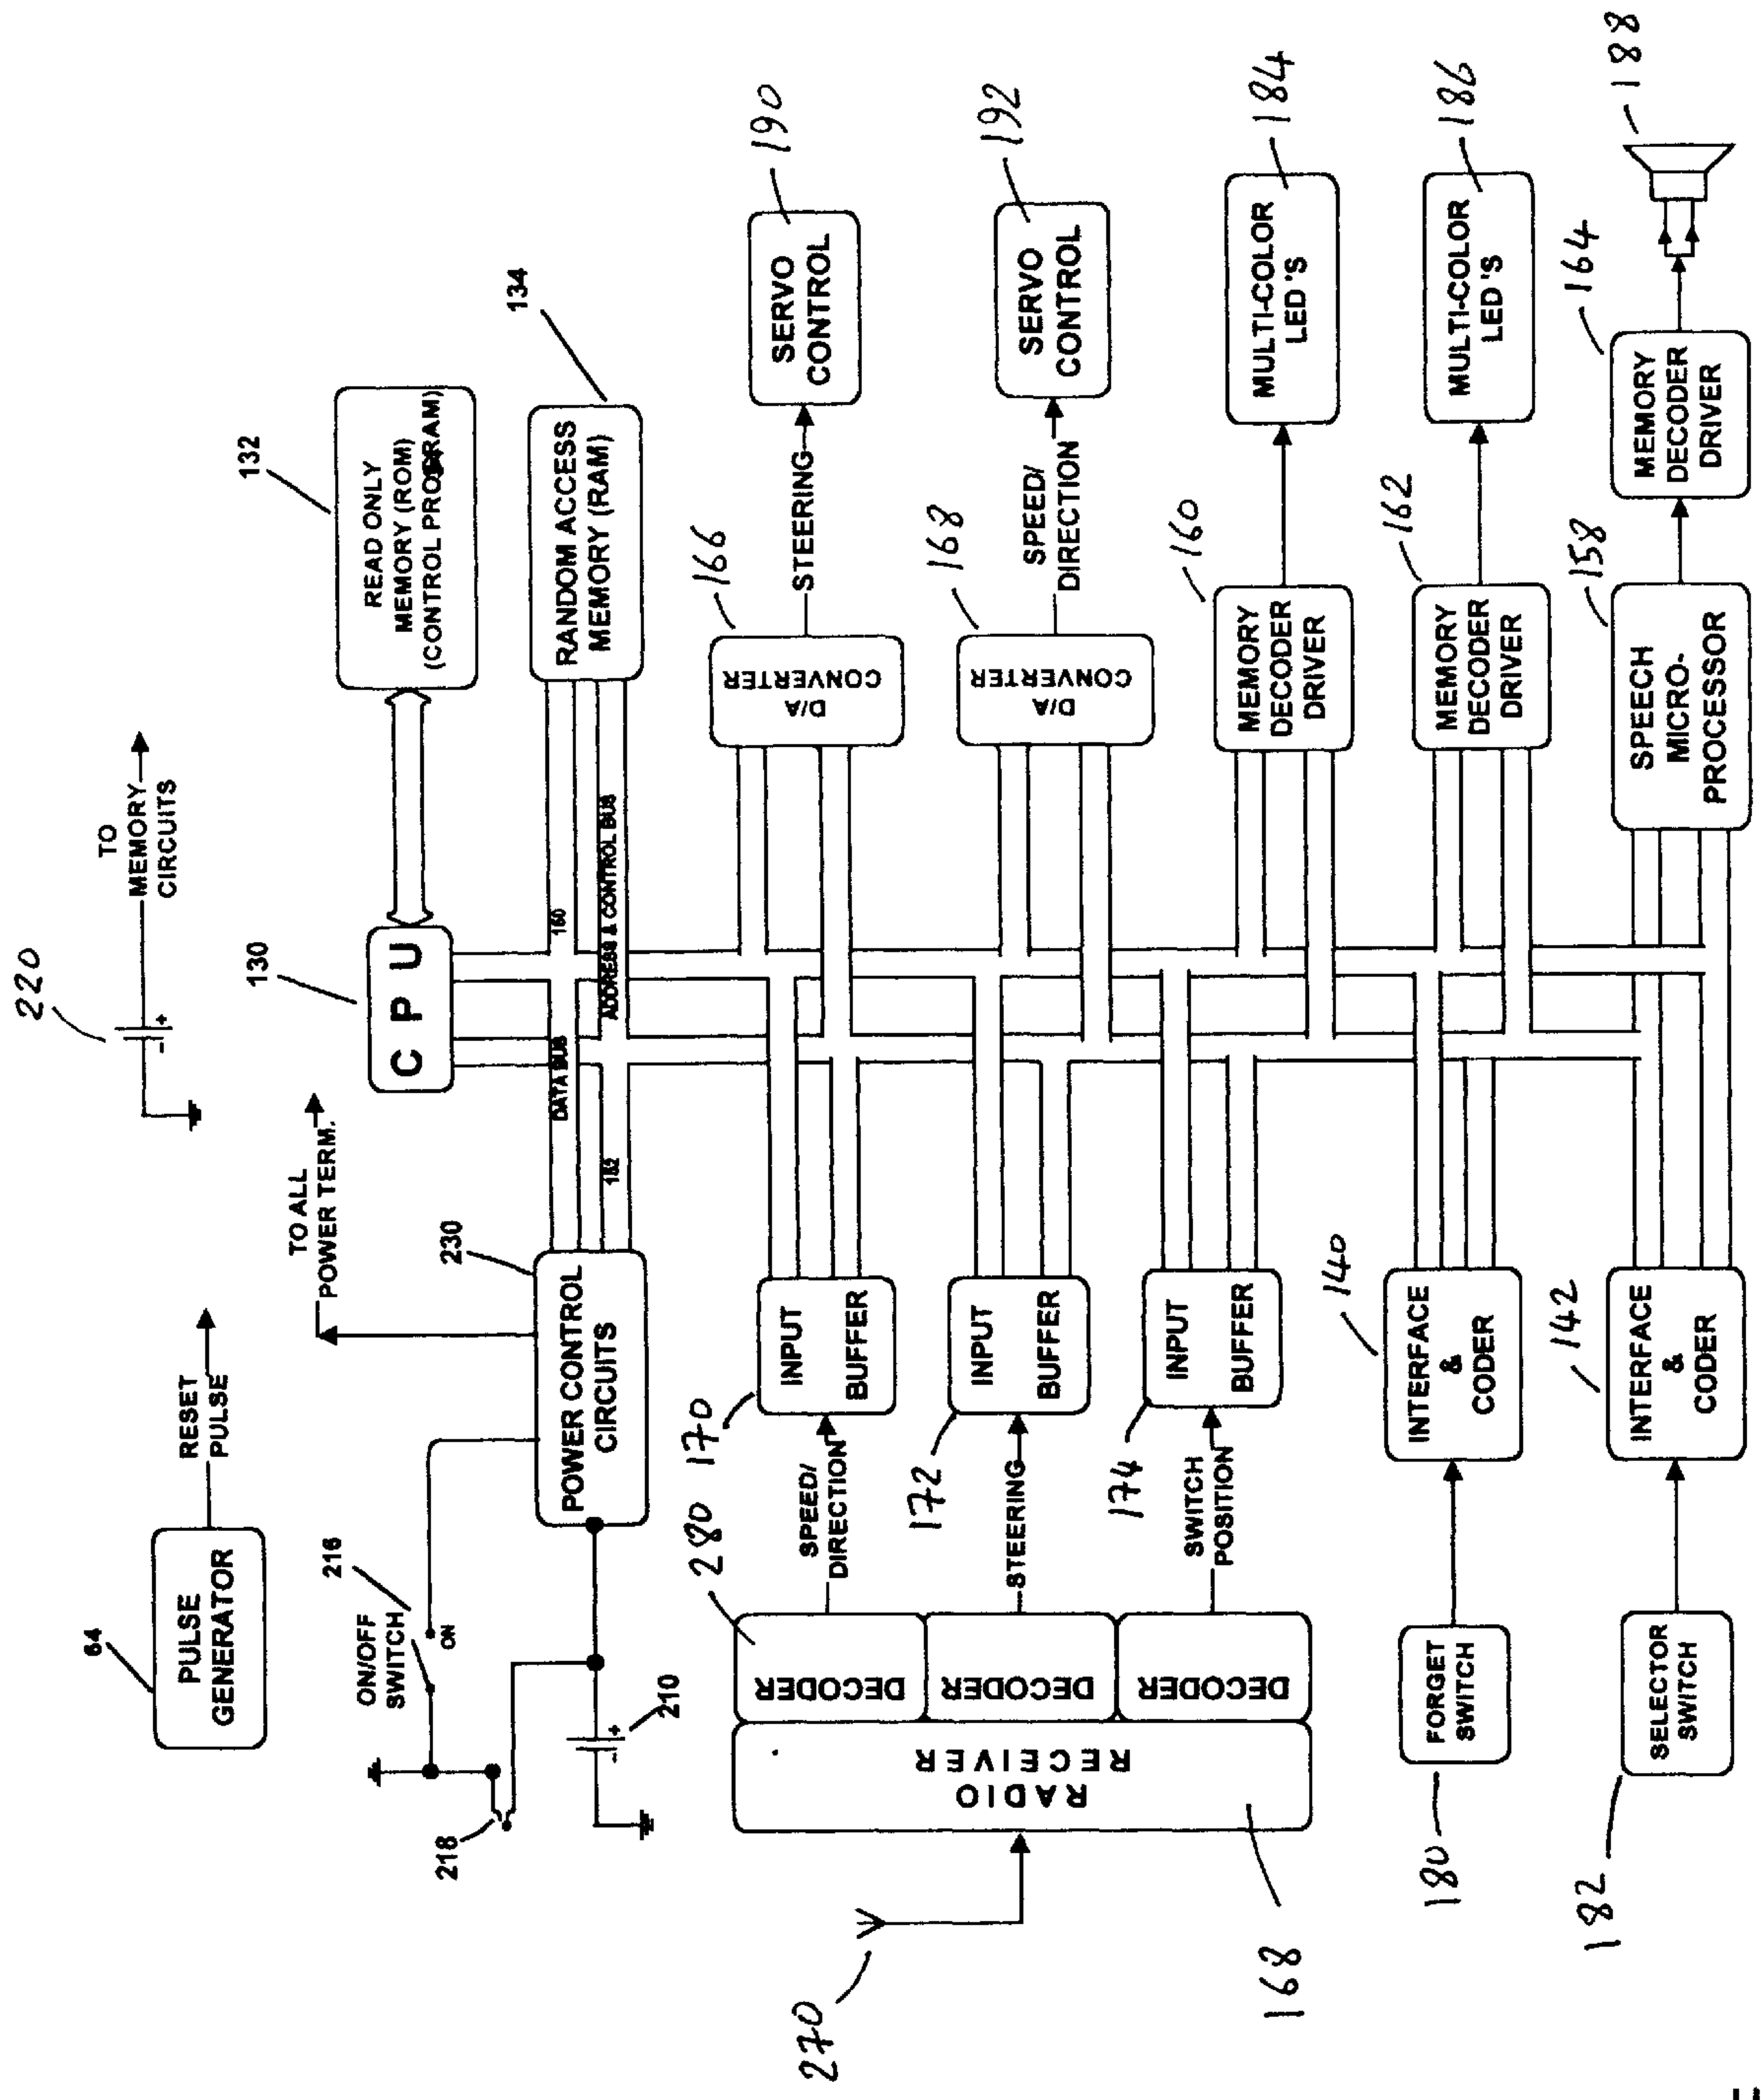 220
TO
MEMORY
CIRCUITS
64
PULSE
GENERATOR
RESET
PULSE
TO ALL
POWER TERM.
130
C P U
132
READ ONLY
MEMORY (ROM)
(CONTROL PROGRAM)
216
ON/OFF
SWITCH
ON
218
210
230
POWER CONTROL
CIRCUITS
DATA BUS
160
152
ADDRESS & CONTROL BUS
134
RANDOM ACCESS
MEMORY (RAM)
270
RADIO
RECEIVER
168
280
DECODER
DECODER
DECODER
SPEED/
DIRECTION
170
INPUT
BUFFER
166
D/A
CONVERTER
STEERING
190
SERVO
CONTROL
STEERING
172
INPUT
BUFFER
168
D/A
CONVERTER
SPEED/
DIRECTION
192
SERVO
CONTROL
SWITCH
POSITION
174
INPUT
BUFFER
160
MEMORY
DECODER
DRIVER
184
MULTI-COLOR
LED'S
180
FORGET
SWITCH
140
INTERFACE
&
CODER
162
MEMORY
DECODER
DRIVER
186
MULTI-COLOR
LED'S
182
SELECTOR
SWITCH
142
INTERFACE
&
CODER
158
SPEECH
MICRO-
PROCESSOR
164
MEMORY
DECODER
DRIVER
188